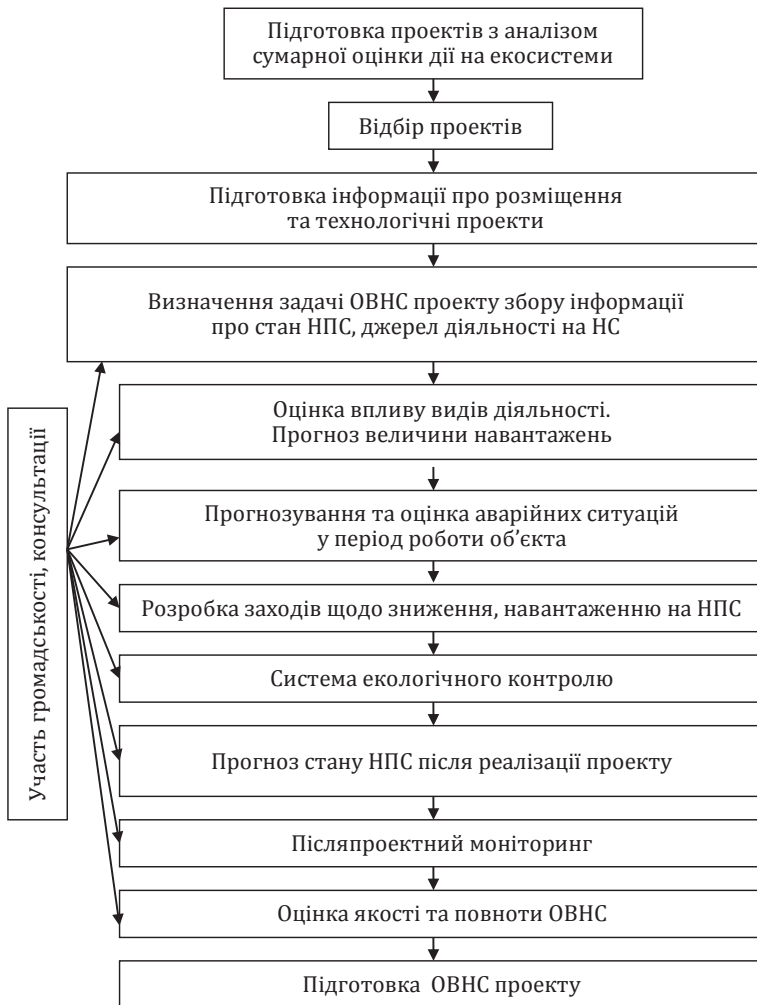 Підготовка проектів з аналізом
сумарної оцінки дії на екосистеми
Відбір проектів
Підготовка інформації про розміщення
та технологічні проекти
Визначення задачі ОВНС проекту збору інформації
про стан НПС, джерел діяльності на НС
Участь громадськості, консультації
Оцінка впливу видів діяльності.
Прогноз величини навантажень
Прогнозування та оцінка аварійних ситуацій
у період роботи об’єкта
Розробка заходів щодо зниження, навантаженню на НПС
Система екологічного контролю
Прогноз стану НПС після реалізації проекту
Післяпроектний моніторинг
Оцінка якості та повноти ОВНС
Підготовка ОВНС проекту